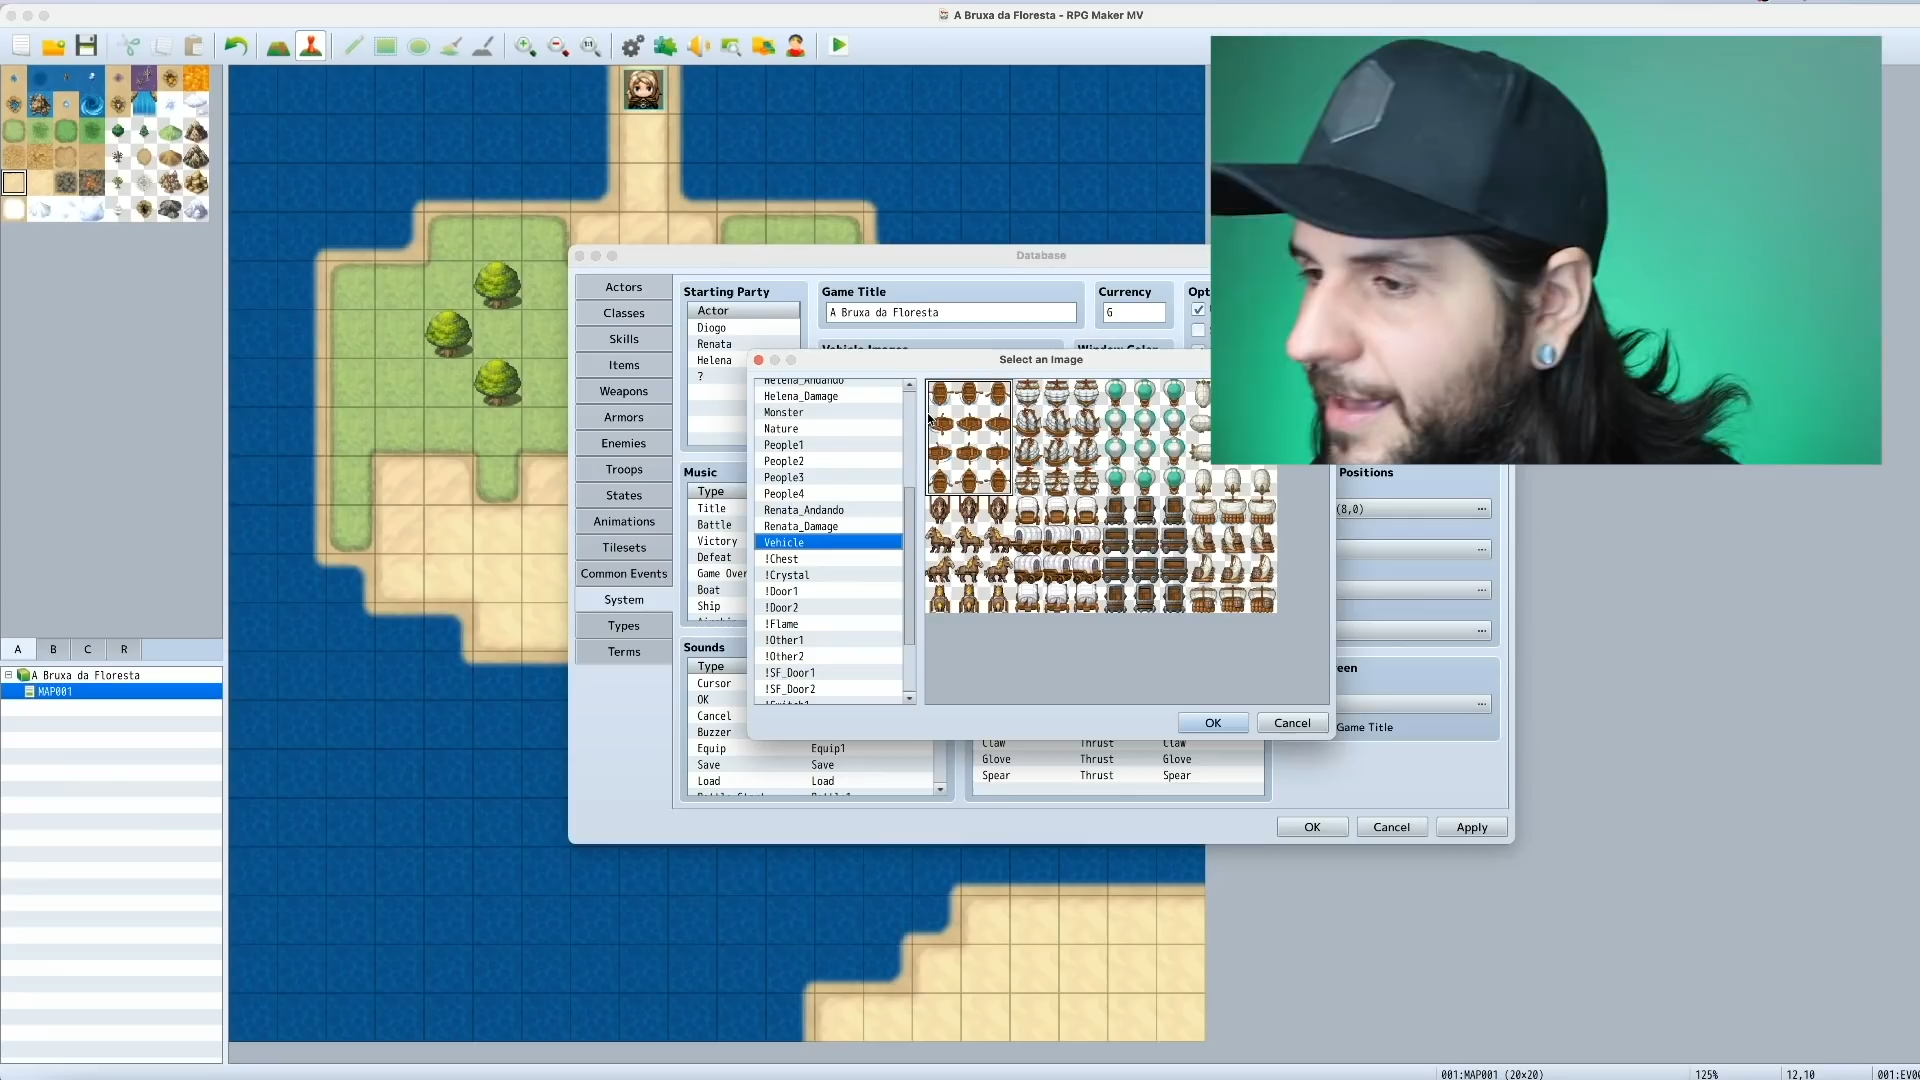 A Bruxa da Floresta - RPG Maker MV
Database
Actors
Classes
Skills
Items
Weapons
Armors
Enemies
Troops
States
Animations
Tilesets
Common Events
System
Types
Terms
Starting Party
Actor
Diogo
Renata
Helena
?
Game Title
A Bruxa da Floresta
Currency
G
Vehicle Images
Window Color
Music
Type
Title
Battle
Victory
Defeat
Game Over
Boat
Ship
Sounds
Type
Cursor
OK
Cancel
Buzzer
Equip Equip1
Save Save
Load Load
Select an Image
Helena_Andando
Helena_Damage
Monster
Nature
People1
People2
People3
People4
Renata_Andando
Renata_Damage
Vehicle
!Chest
!Crystal
!Door1
!Door2
!Flame
!Other1
!Other2
!SF_Door1
!SF_Door2
OK
Cancel
Claw Thrust Claw
Glove Thrust Glove
Spear Thrust Spear
Positions
(8,0)
...
...
...
...
...
Game Title
OK
Cancel
Apply
A
B
C
R
A Bruxa da Floresta
MAP001
001:MAP001 (20x20)
125%
12,10